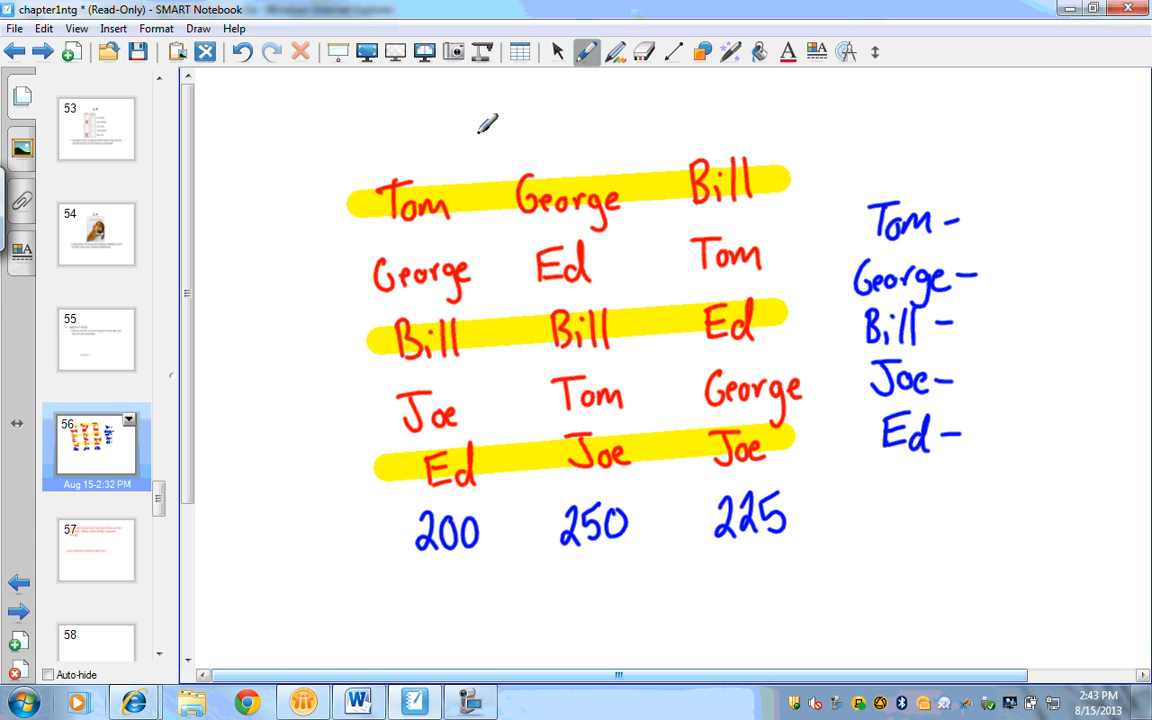 chapter1ntg * (Read-Only) - SMART Notebook
File Edit View Insert Format Draw Help
53
54
55
56
Aug 15-2:32 PM
57
58
Auto-hide
Tom George Bill
George Ed Tom
Bill Bill Ed
Joe Tom George
Ed Joe Joe
200 250 225
Tom -
George -
Bill -
Joe -
Ed -
2:43 PM
8/15/2013